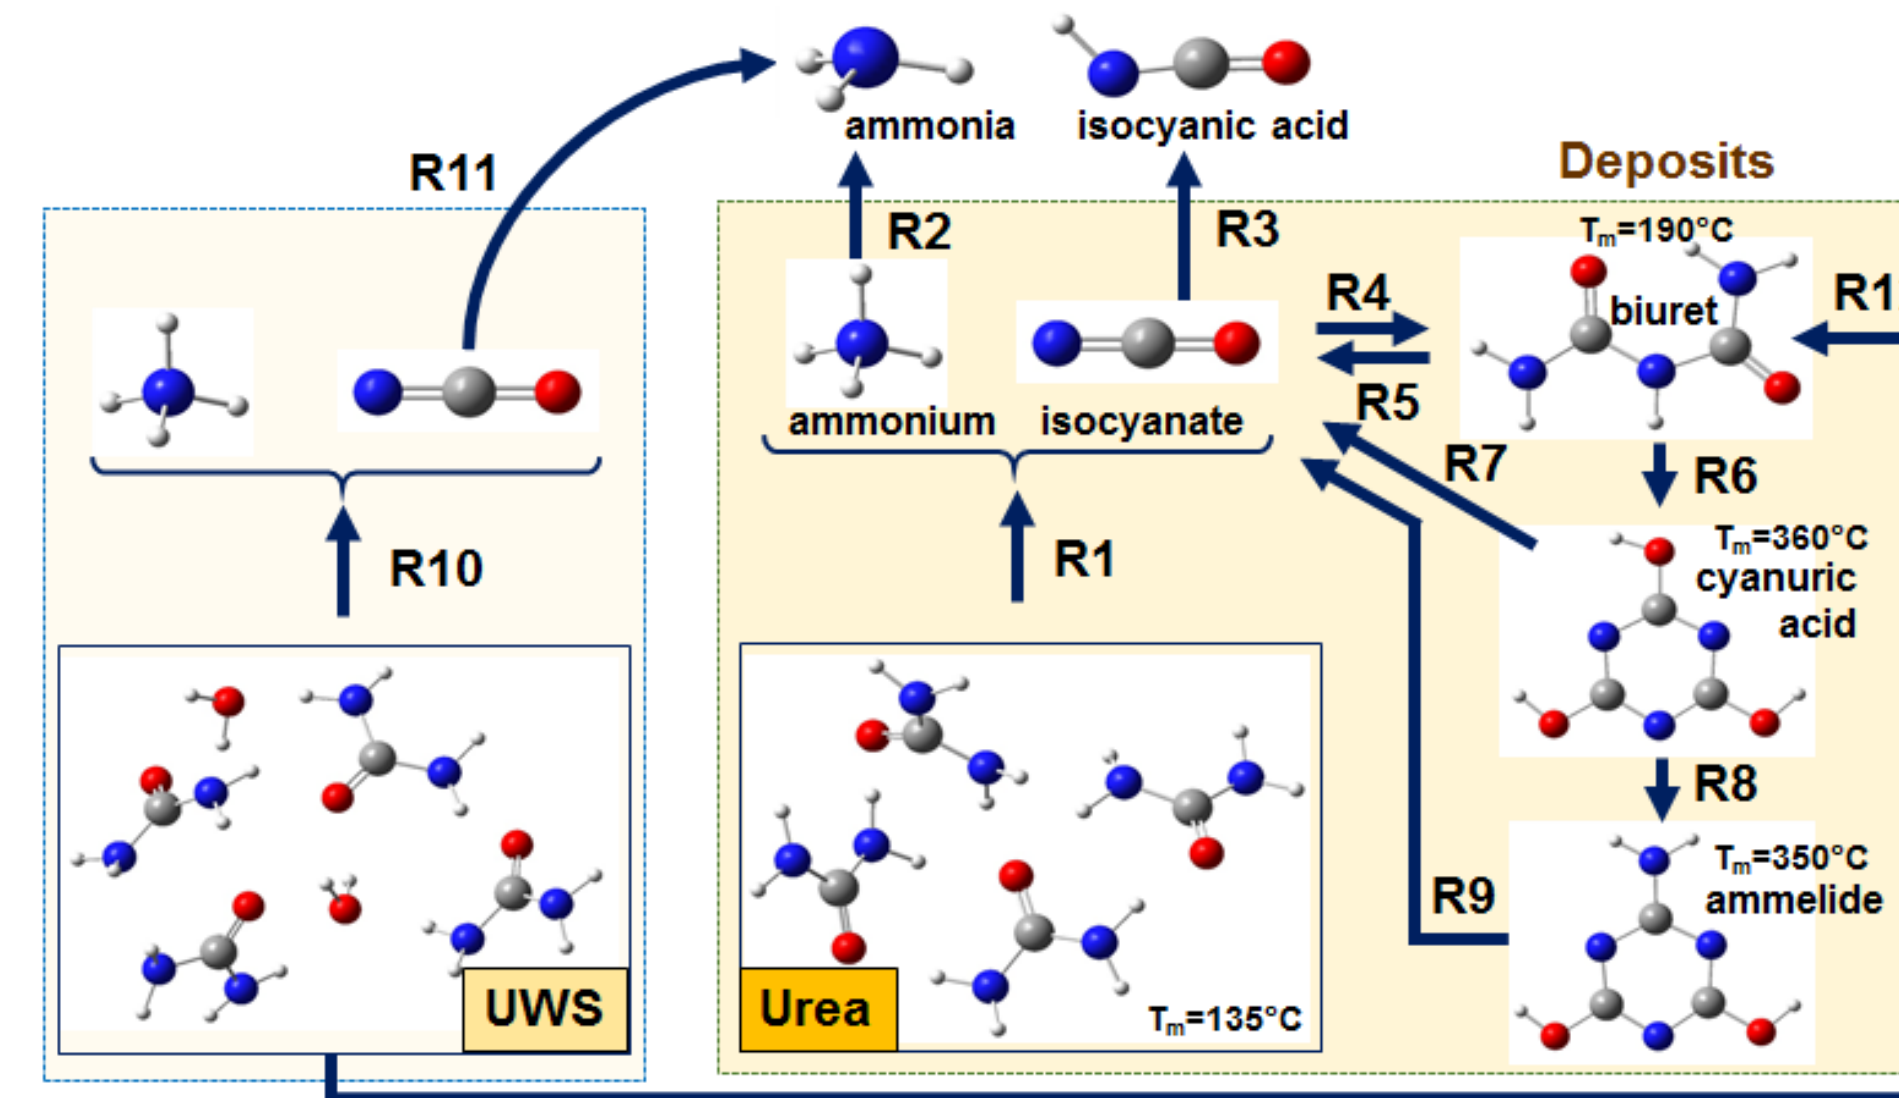 ammonia
isocyanic acid
Deposits
R11
R2
R3
Tm=190°C
biuret
R4
R1
R5
ammonium
isocyanate
R7
R6
Tm=360°C
cyanuric
acid
R10
R1
R8
Tm=350°C
ammelide
R9
UWS
Urea
Tm=135°C